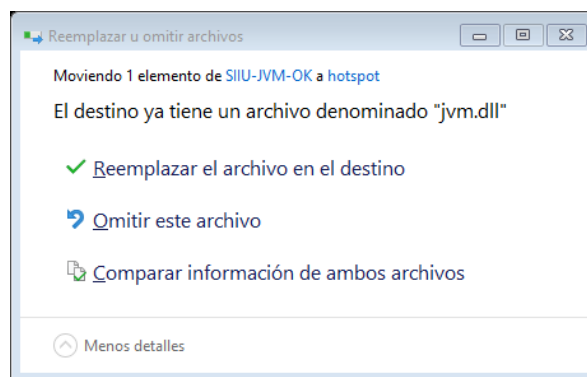 Reemplazar u omitir archivos
Moviendo 1 elemento de SIIU-JVM-OK a hotspot
El destino ya tiene un archivo denominado "jvm.dll"
Reemplazar el archivo en el destino
Omitir este archivo
Comparar información de ambos archivos
Menos detalles